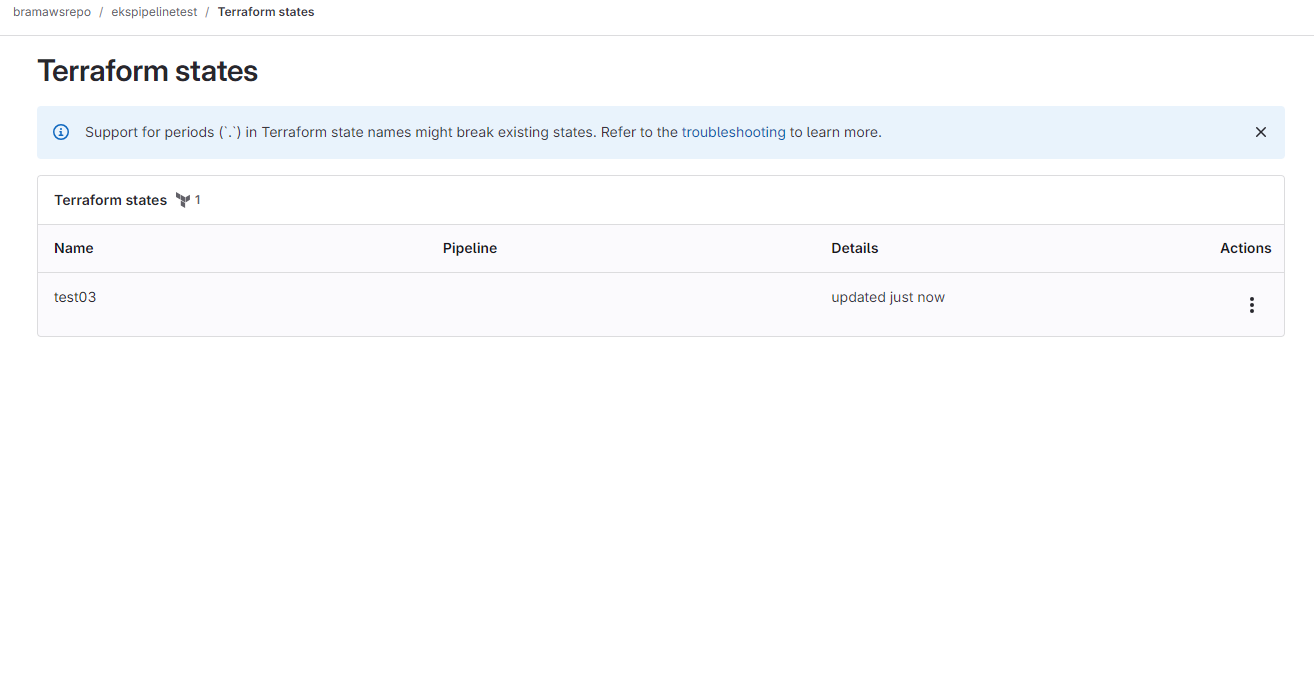 bramawsrepo / ekspipelinetest / Terraform states
Terraform states
Support for periods (`.`) in Terraform state names might break existing states. Refer to the troubleshooting to learn more.
Terraform states 1
Name Pipeline Details Actions
test03 updated just now